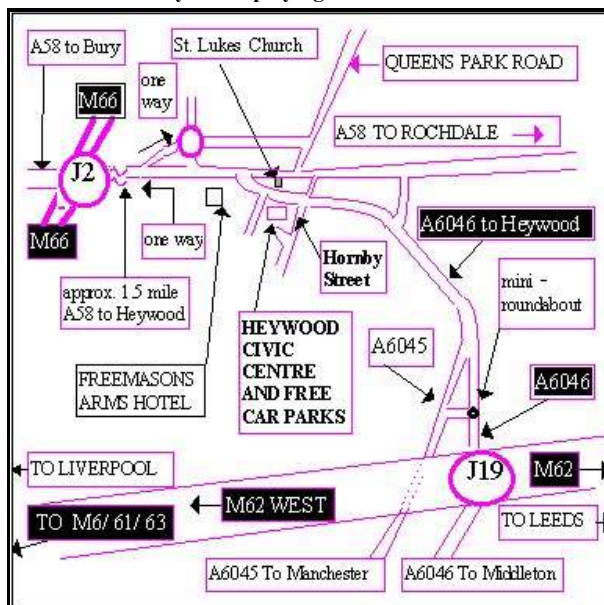 A58 to Bury
St. Lukes Church
one
way
QUEENS PARK ROAD
M66
A58 TO ROCHDALE
J2
M66
one way
A6046 to Heywood
Hornby
Street
approx. 1.5 mile
A58 to Heywood
mini -
roundabout
HEYWOOD
CIVIC
CENTRE
AND FREE
CAR PARKS
A6045
FREEMASONS
ARMS HOTEL
A6046
TO LIVERPOOL
J19
M62
M62 WEST
TO M6/ 61/ 63
TO LEEDS
A6045 To Manchester
A6046 To Middleton